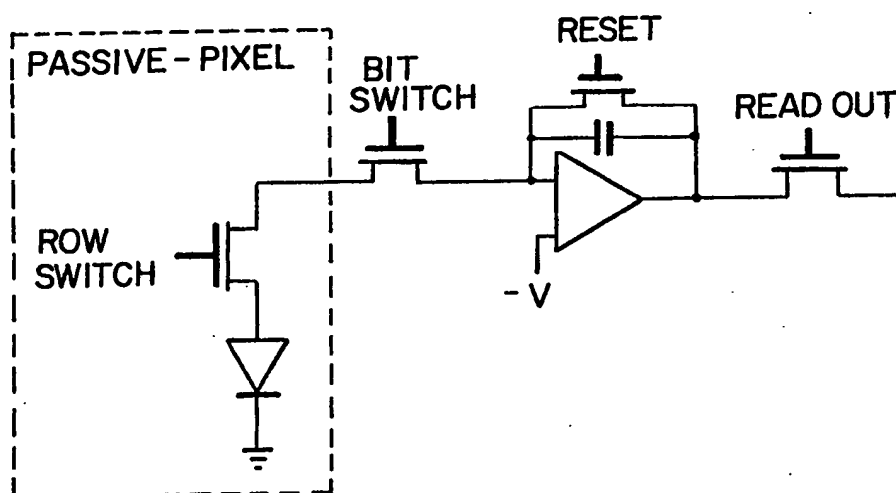 PASSIVE-PIXEL
BIT
SWITCH
RESET
READ OUT
ROW
SWITCH
-V